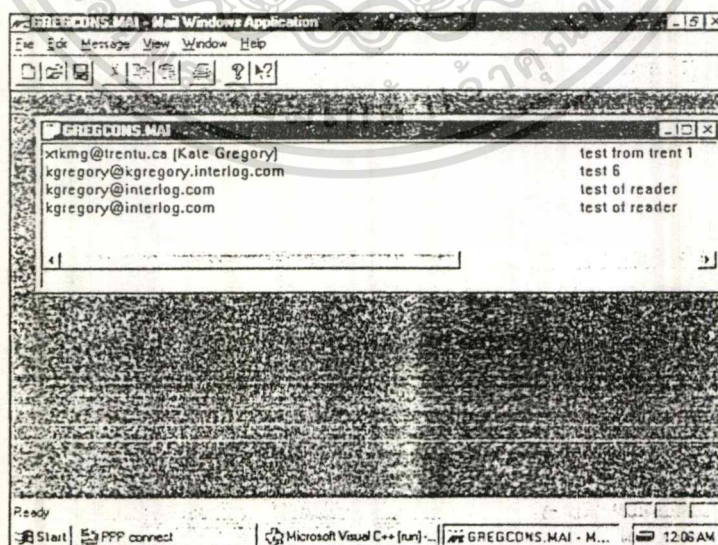 GREGCONS.MAI - Mail Windows Application
File Edit Message View Window Help
GREGCONS.MAI
xtkmg@trentu.ca (Kate Gregory) test from trent 1
kgregory@kgregory.interlog.com test 6
kgregory@interlog.com test of reader
kgregory@interlog.com test of reader
Ready
Start PPP connect Microsoft Visual C++ [run] -... GREGCONS.MAI - M... 12:06 AM